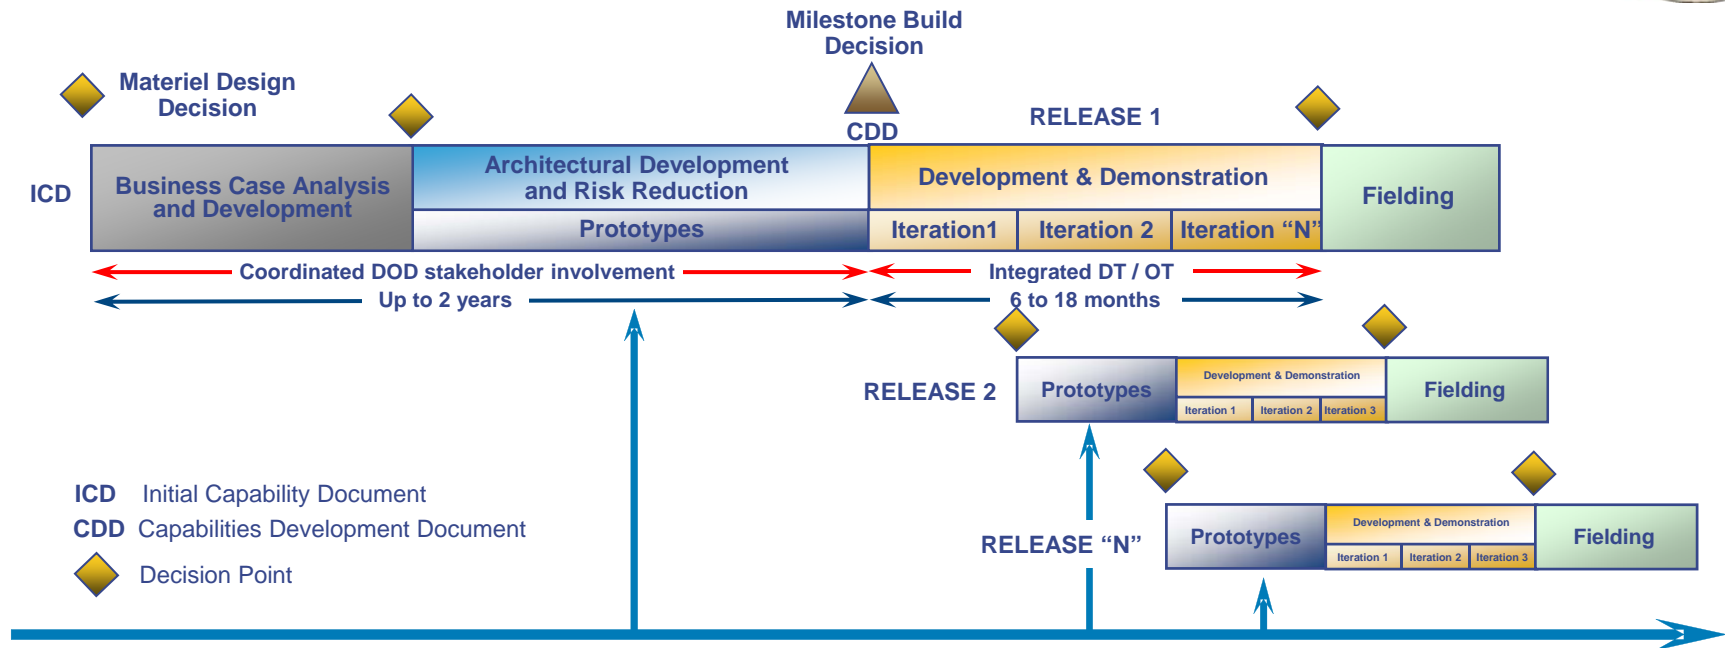 Milestone Build
Decision
Materiel Design
Decision
CDD
RELEASE 1
ICD
Business Case Analysis
and Development
Architectural Development
and Risk Reduction
Prototypes
Development & Demonstration
Iteration1
Iteration 2
Iteration “N”
Fielding
Coordinated DOD stakeholder involvement
Integrated DT / OT
Up to 2 years
6 to 18 months
RELEASE 2
Prototypes
Development & Demonstration
Iteration 1
Iteration 2
Iteration 3
Fielding
RELEASE “N”
Prototypes
Development & Demonstration
Iteration 1
Iteration 2
Iteration 3
Fielding
ICD Initial Capability Document
CDD Capabilities Development Document
Decision Point